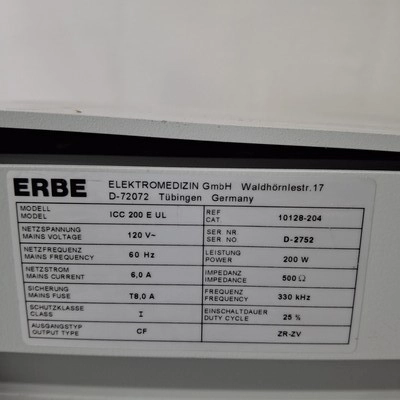 ERBE ELEKTROMEDIZIN GmbH Waldhörnlestr.17
D-72072 Tübingen Germany
MODELL
MODEL ICC 200 E UL REF
CAT. 10128-204
NETZSPANNUNG
MAINS VOLTAGE 120 V~ SER. NR.
SER. NO D-2752
NETZFREQUENZ
MAINS FREQUENCY 60 Hz LEISTUNG
POWER 200 W
NETZSTROM
MAINS CURRENT 6,0 A IMPEDANZ
IMPEDANCE 500 Ω
SICHERUNG
MAINS FUSE T8,0 A FREQUENZ
FREQUENCY 330 kHz
SCHUTZKLASSE
CLASS I EINSCHALTDAUER
DUTY CYCLE 25 %
AUSGANGSTYP
OUTPUT TYPE CF ZR-ZV